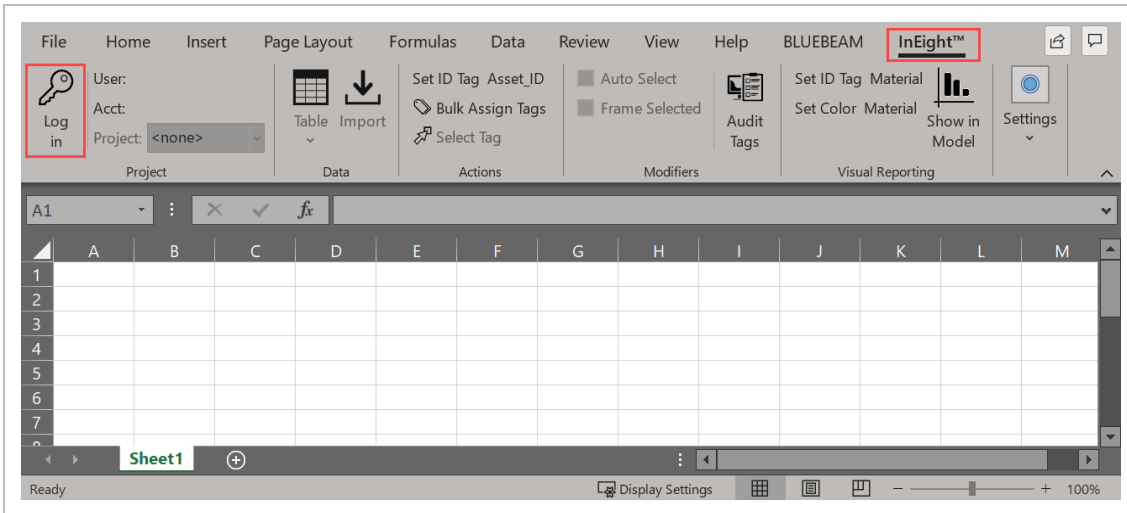 File Home Insert Page Layout Formulas Data Review View Help BLUEBEAM InEight™
Log in
User:
Acct:
Project: <none>
Project
Table
Import
Data
Set ID Tag Asset_ID
Bulk Assign Tags
Select Tag
Actions
Auto Select
Frame Selected
Audit
Tags
Modifiers
Set ID Tag Material
Set Color Material
Show in
Model
Visual Reporting
Settings
A1 fx
A B C D E F G H I J K L M
1
2
3
4
5
6
7
Sheet1
Ready Display Settings 100%